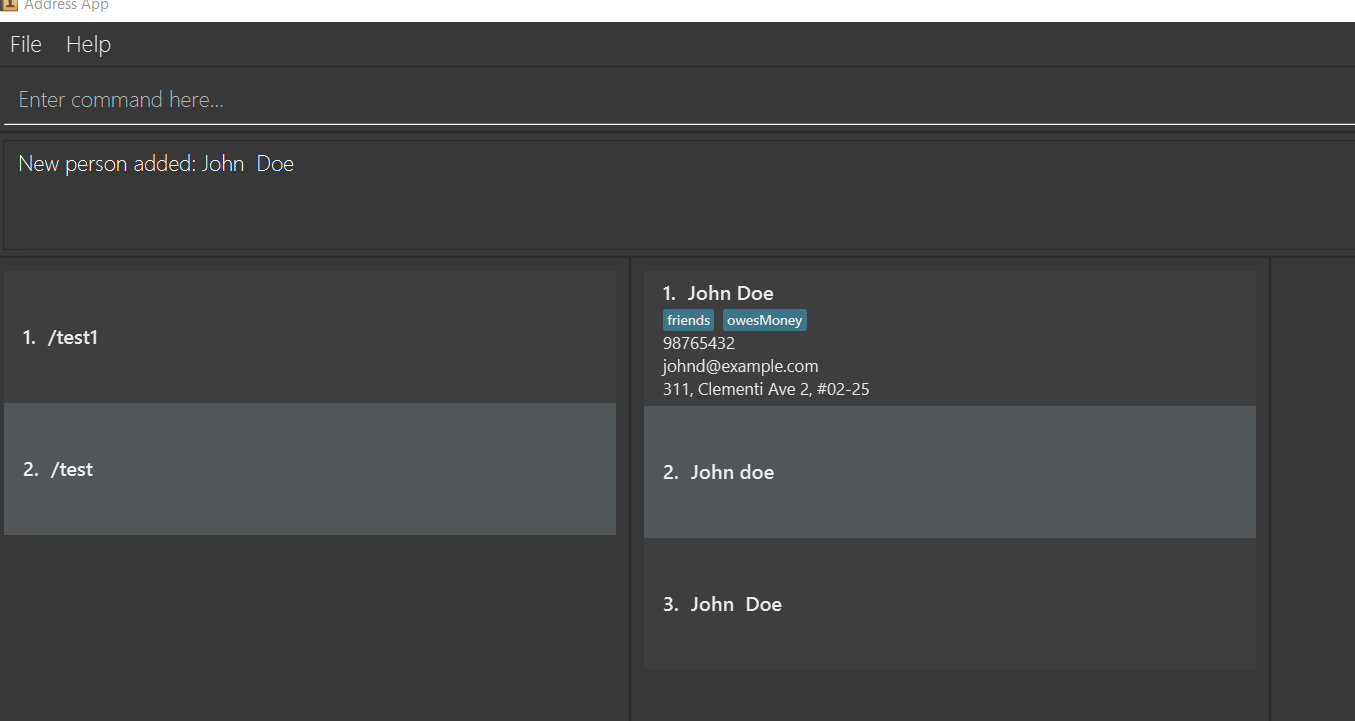 Address App
File Help
Enter command here...
New person added: John  Doe
1. /test1
2. /test
1. John Doe
friends owesMoney
98765432
johnd@example.com
311, Clementi Ave 2, #02-25
2. John doe
3. John  Doe